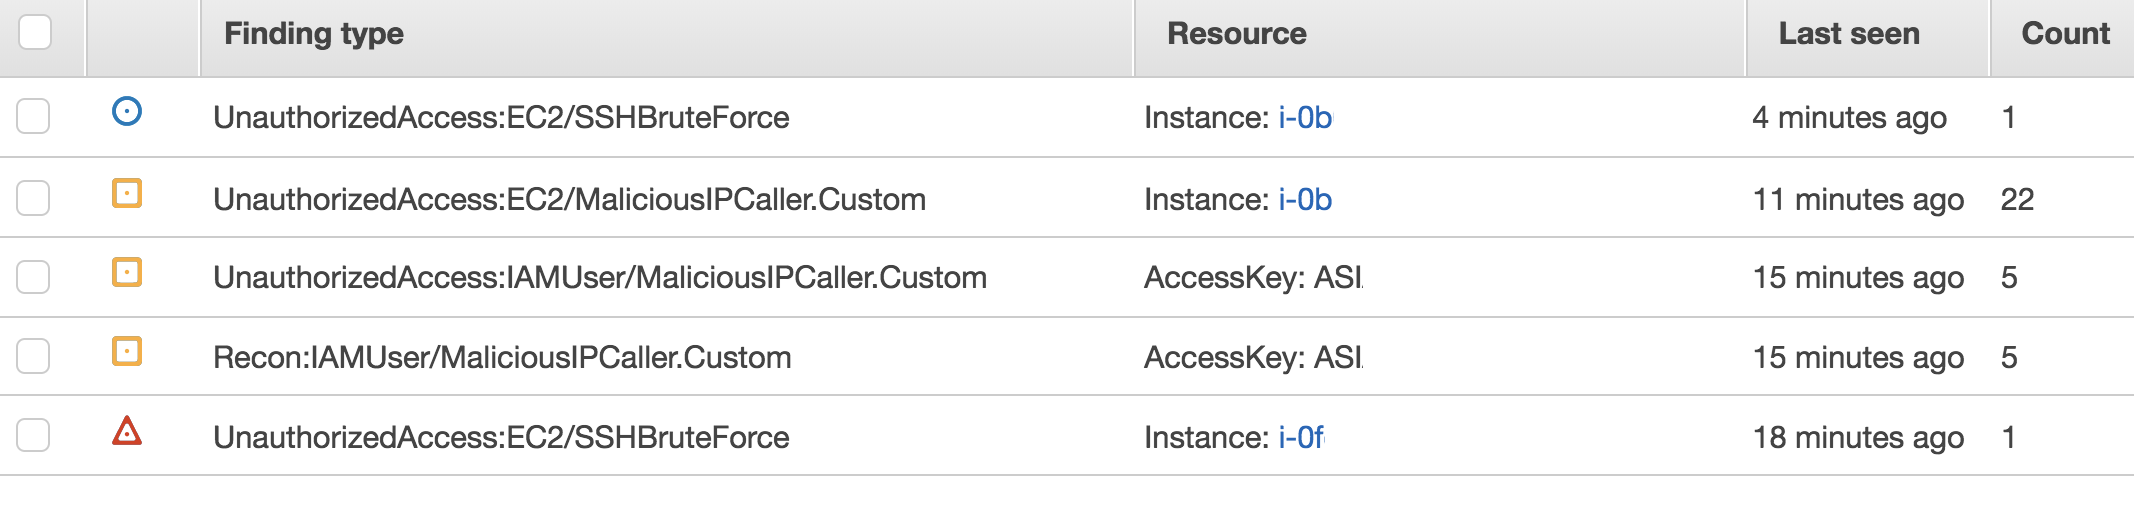 Finding type Resource Last seen Count
UnauthorizedAccess:EC2/SSHBruteForce Instance: i-0b 4 minutes ago 1
UnauthorizedAccess:EC2/MaliciousIPCaller.Custom Instance: i-0b 11 minutes ago 22
UnauthorizedAccess:IAMUser/MaliciousIPCaller.Custom AccessKey: ASI 15 minutes ago 5
Recon:IAMUser/MaliciousIPCaller.Custom AccessKey: ASI 15 minutes ago 5
UnauthorizedAccess:EC2/SSHBruteForce Instance: i-0f 18 minutes ago 1